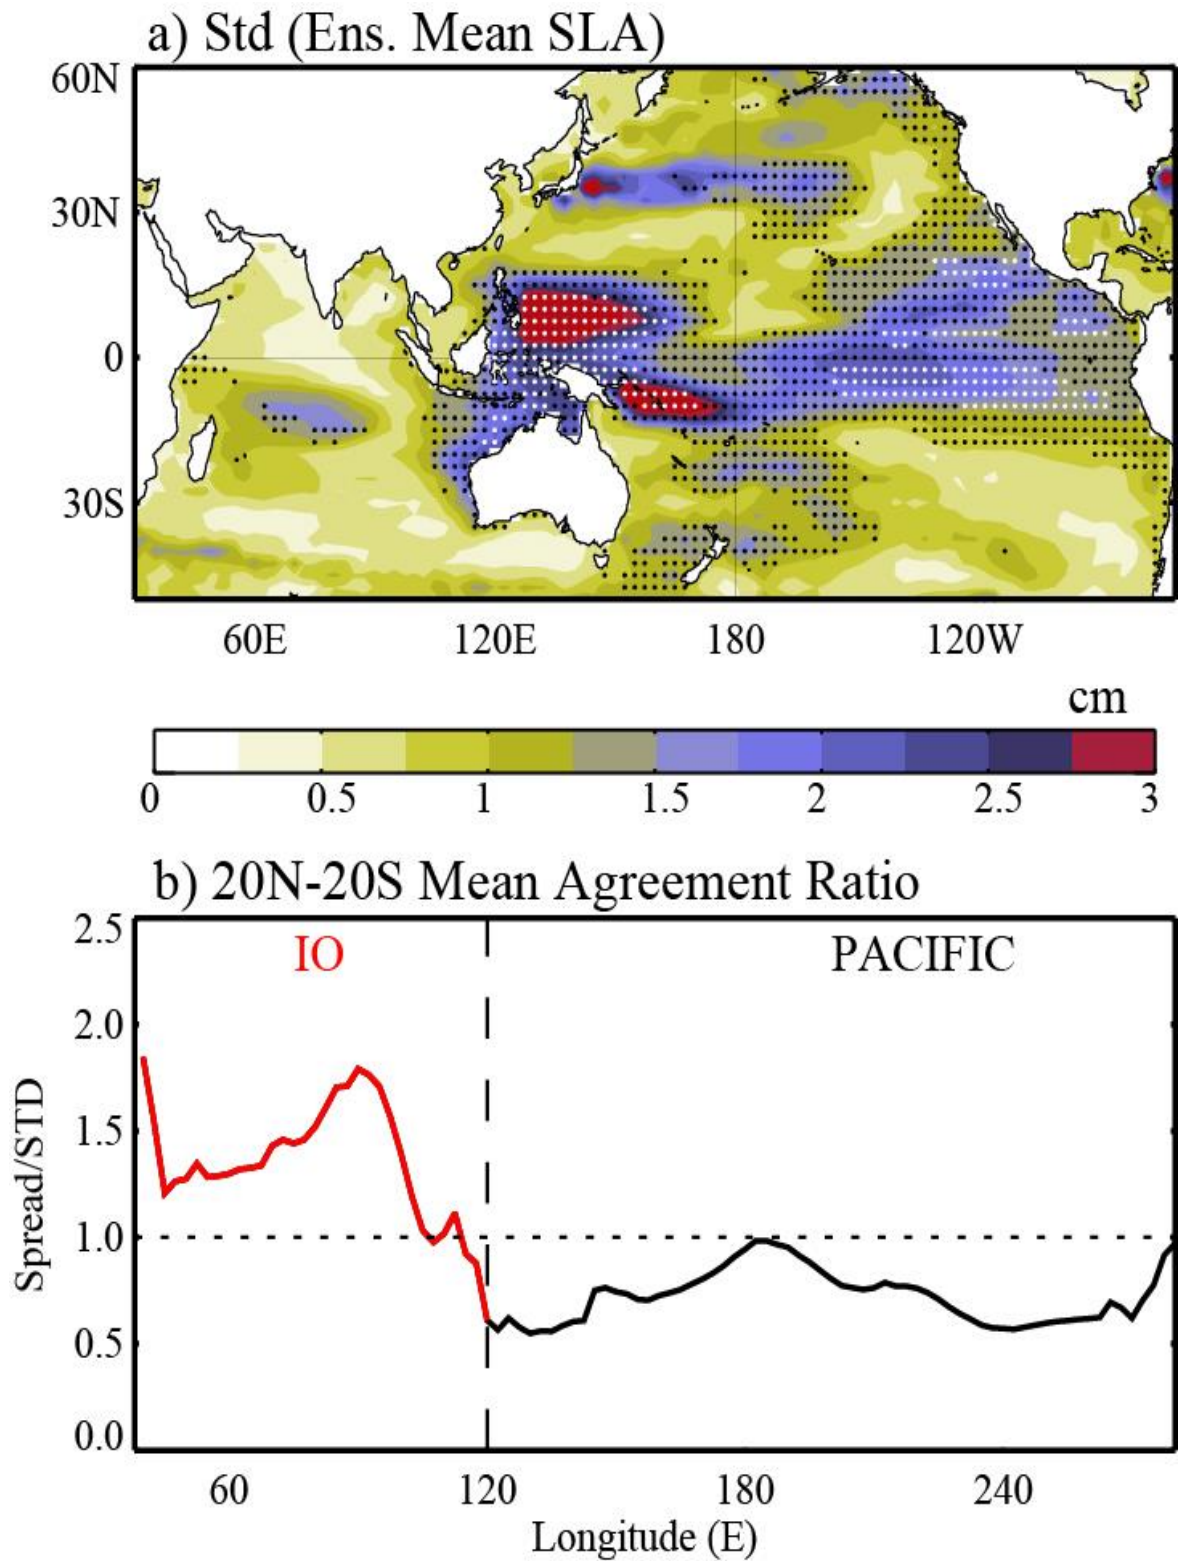 a) Std (Ens. Mean SLA)
60N
30N
0
30S
60E 120E 180 120W
cm
0 0.5 1 1.5 2 2.5 3
b) 20N-20S Mean Agreement Ratio
IO PACIFIC
2.5
2.0
1.5
1.0
0.5
0.0
Spread/STD
60 120 180 240
Longitude (E)